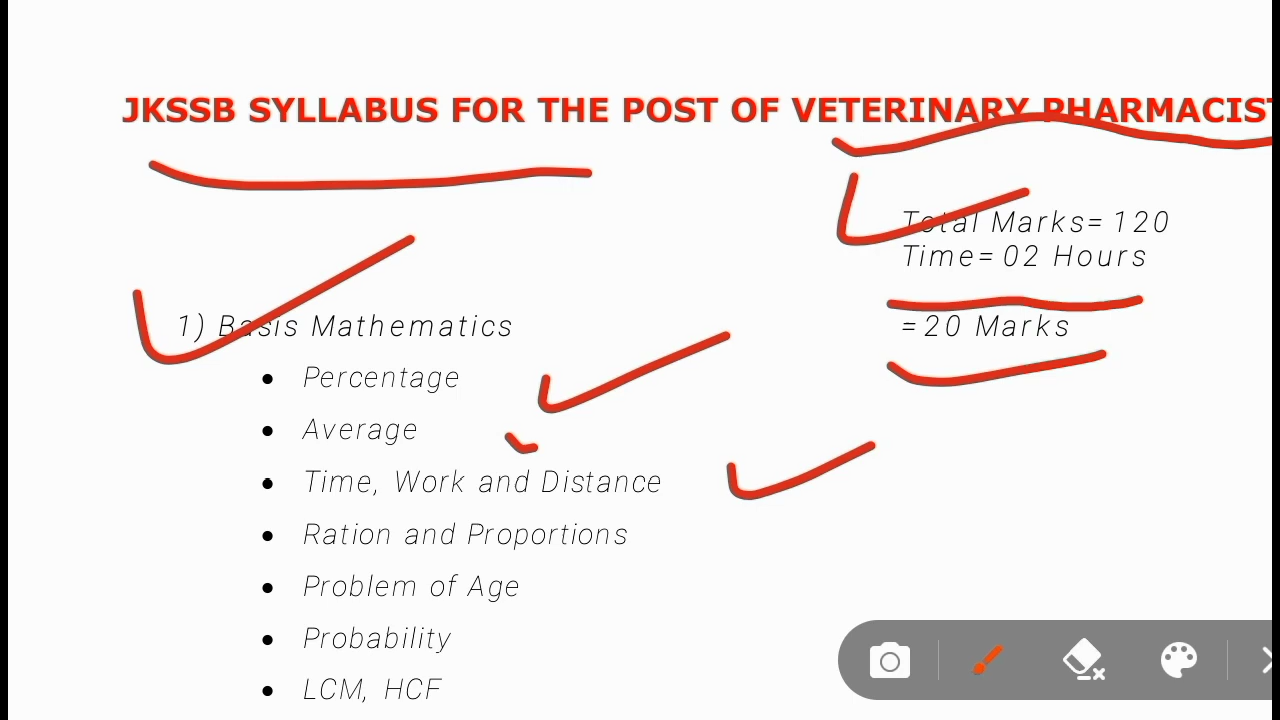 JKSSB SYLLABUS FOR THE POST OF VETERINARY PHARMACIST
Total Marks= 120
Time= 02 Hours
1) Basis Mathematics =20 Marks
• Percentage
• Average
• Time, Work and Distance
• Ration and Proportions
• Problem of Age
• Probability
• LCM, HCF